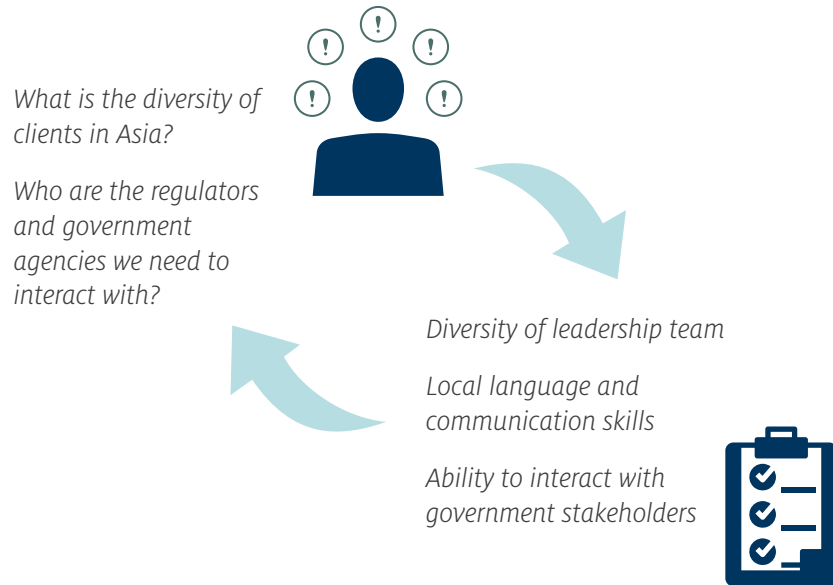 What is the diversity of
clients in Asia?
Who are the regulators
and government
agencies we need to
interact with?
Diversity of leadership team
Local language and
communication skills
Ability to interact with
government stakeholders